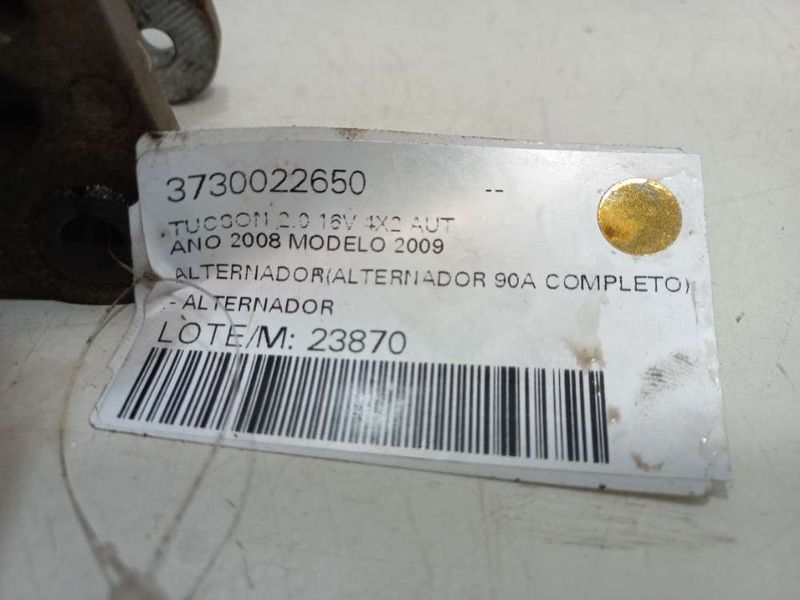 3730022650 --
TUCSON 2.0 16V 4X2 AUT
ANO 2008 MODELO 2009
ALTERNADOR(ALTERNADOR 90A COMPLETO)
- ALTERNADOR
LOTE/M: 23870